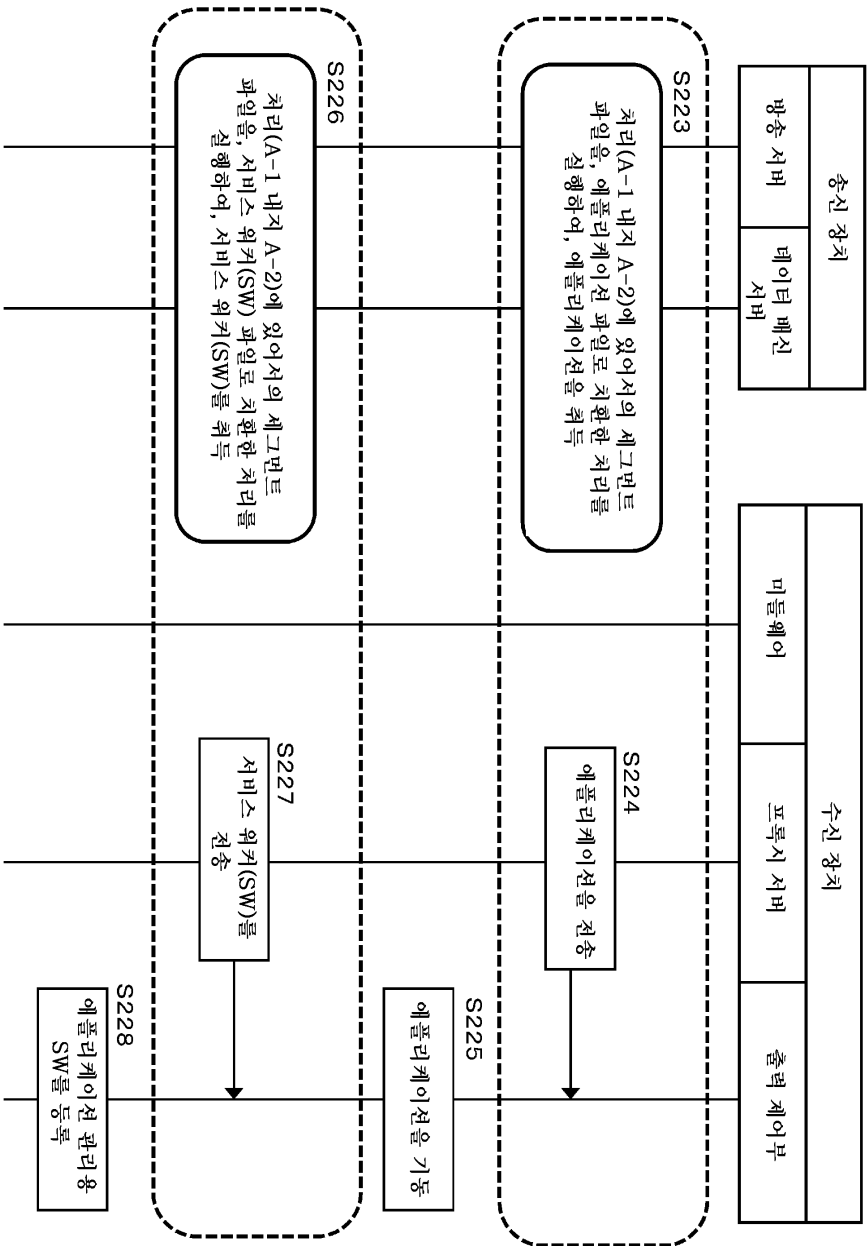 송신 장치
방송 서버
데이터 배신
서버
수신 장치
미들웨어
프록시 서버
출력 제어부
S223
처리(A-1 내지 A-2)에 있어서의 세그먼트
파일을, 애플리케이션 파일로 치환한 처리를
실행하여, 애플리케이션을 취득
S224
애플리케이션을 전송
S225
애플리케이션을 기동
S226
처리(A-1 내지 A-2)에 있어서의 세그먼트
파일을, 서비스 워커(SW) 파일로 치환한 처리를
실행하여, 서비스 워커(SW)를 취득
S227
서비스 워커(SW)를
전송
S228
애플리케이션 관리용
SW를 등록